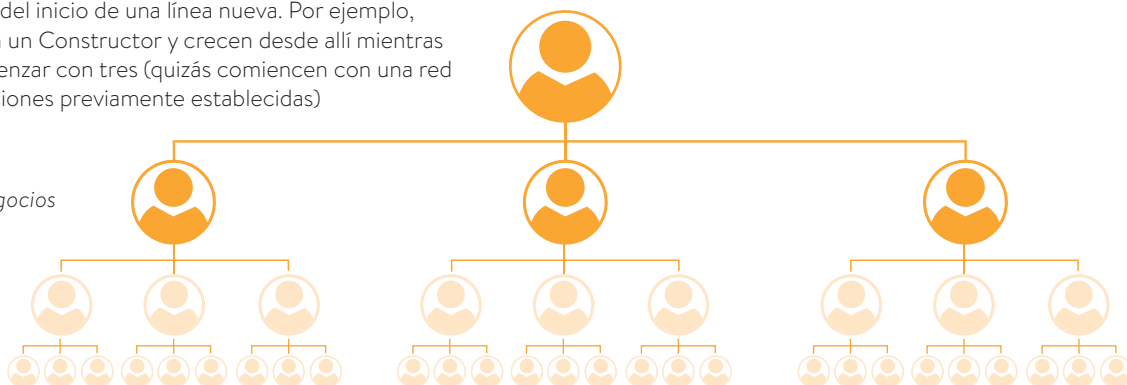 del inicio de una línea nueva. Por ejemplo,
un Constructor y crecen desde allí mientras
enzar con tres (quizás comiencen con una red
ciones previamente establecidas)
gocios